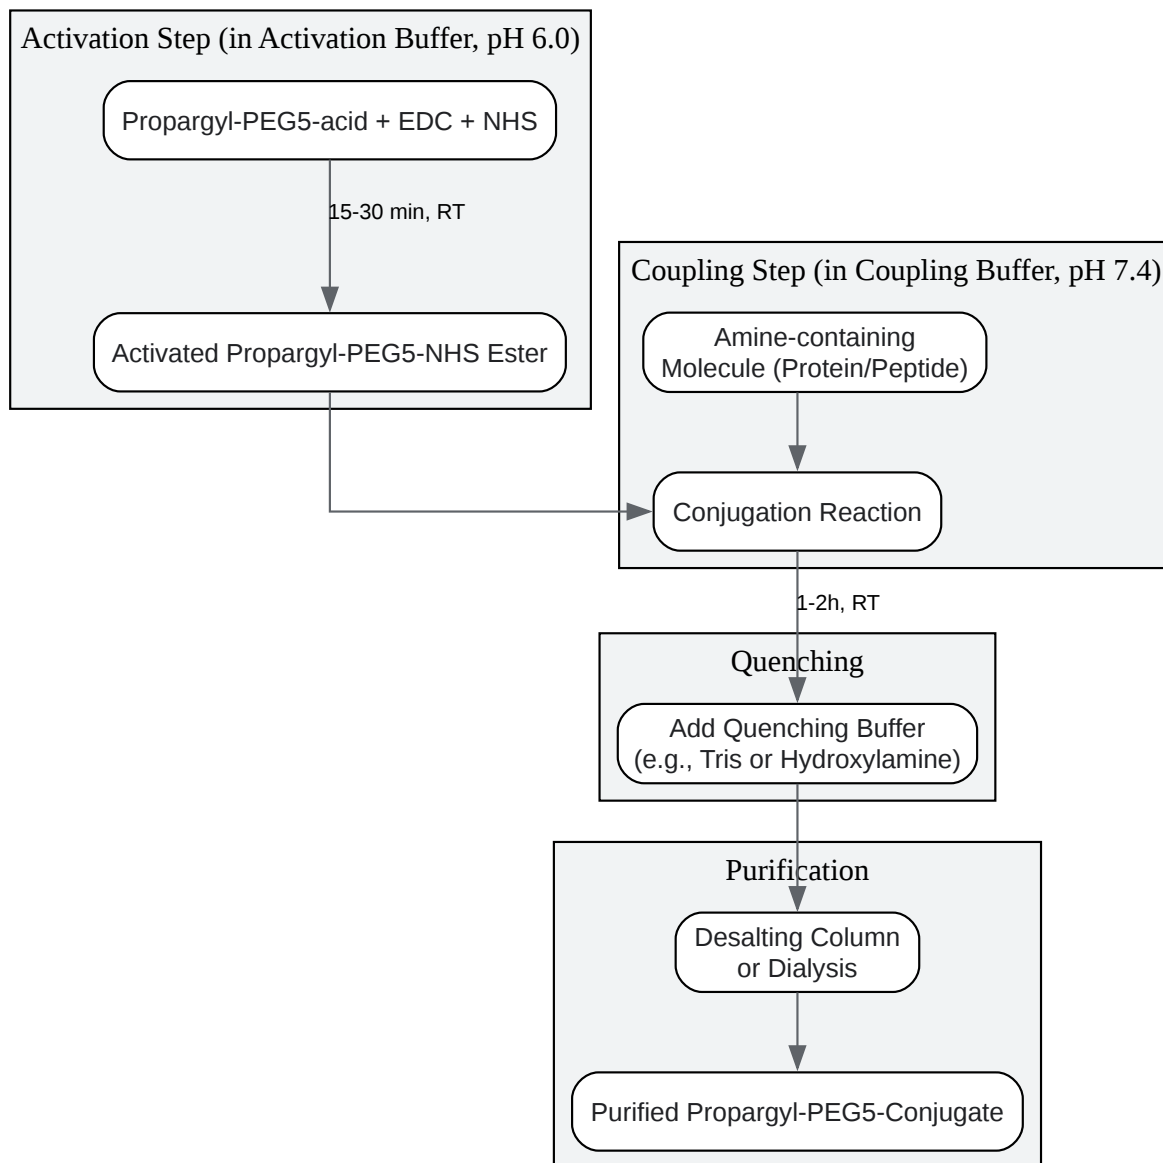 Activation Step (in Activation Buffer, pH 6.0)
Propargyl-PEG5-acid + EDC + NHS
15-30 min, RT
Activated Propargyl-PEG5-NHS Ester
Coupling Step (in Coupling Buffer, pH 7.4)
Amine-containing
Molecule (Protein/Peptide)
Conjugation Reaction
1-2h, RT
Quenching
Add Quenching Buffer
(e.g., Tris or Hydroxylamine)
Purification
Desalting Column
or Dialysis
Purified Propargyl-PEG5-Conjugate